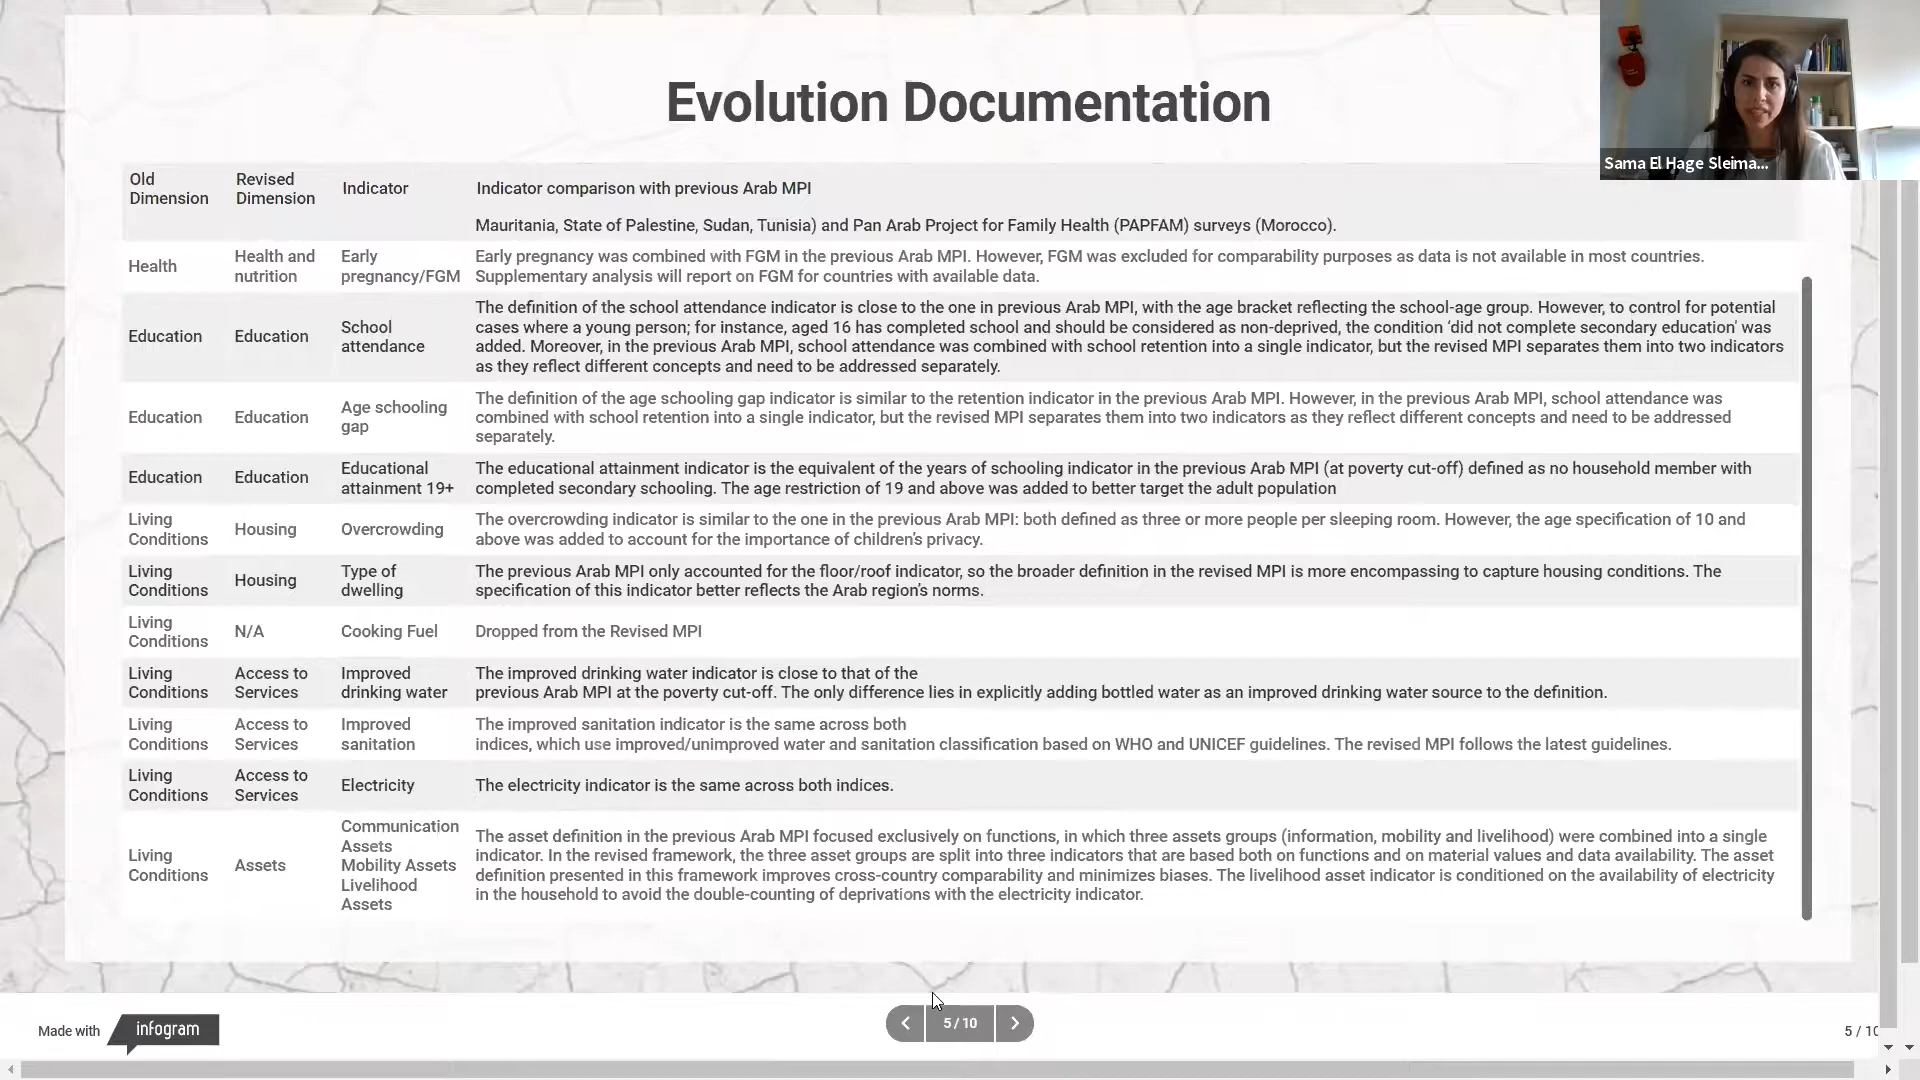 Evolution Documentation
Sama El Hage Sleima...
Old
Dimension
Revised
Dimension
Indicator
Indicator comparison with previous Arab MPI
Mauritania, State of Palestine, Sudan, Tunisia) and Pan Arab Project for Family Health (PAPFAM) surveys (Morocco).
Health
Health and
nutrition
Early
pregnancy/FGM
Early pregnancy was combined with FGM in the previous Arab MPI. However, FGM was excluded for comparability purposes as data is not available in most countries.
Supplementary analysis will report on FGM for countries with available data.
Education
Education
School
attendance
The definition of the school attendance indicator is close to the one in previous Arab MPI, with the age bracket reflecting the school-age group. However, to control for potential
cases where a young person; for instance, aged 16 has completed school and should be considered as non-deprived, the condition ‘did not complete secondary education’ was
added. Moreover, in the previous Arab MPI, school attendance was combined with school retention into a single indicator, but the revised MPI separates them into two indicators
as they reflect different concepts and need to be addressed separately.
Education
Education
Age schooling
gap
The definition of the age schooling gap indicator is similar to the retention indicator in the previous Arab MPI. However, in the previous Arab MPI, school attendance was
combined with school retention into a single indicator, but the revised MPI separates them into two indicators as they reflect different concepts and need to be addressed
separately.
Education
Education
Educational
attainment 19+
The educational attainment indicator is the equivalent of the years of schooling indicator in the previous Arab MPI (at poverty cut-off) defined as no household member with
completed secondary schooling. The age restriction of 19 and above was added to better target the adult population
Living
Conditions
Housing
Overcrowding
The overcrowding indicator is similar to the one in the previous Arab MPI: both defined as three or more people per sleeping room. However, the age specification of 10 and
above was added to account for the importance of children’s privacy.
Living
Conditions
Housing
Type of
dwelling
The previous Arab MPI only accounted for the floor/roof indicator, so the broader definition in the revised MPI is more encompassing to capture housing conditions. The
specification of this indicator better reflects the Arab region’s norms.
Living
Conditions
N/A
Cooking Fuel
Dropped from the Revised MPI
Living
Conditions
Access to
Services
Improved
drinking water
The improved drinking water indicator is close to that of the
previous Arab MPI at the poverty cut-off. The only difference lies in explicitly adding bottled water as an improved drinking water source to the definition.
Living
Conditions
Access to
Services
Improved
sanitation
The improved sanitation indicator is the same across both
indices, which use improved/unimproved water and sanitation classification based on WHO and UNICEF guidelines. The revised MPI follows the latest guidelines.
Living
Conditions
Access to
Services
Electricity
The electricity indicator is the same across both indices.
Living
Conditions
Assets
Communication
Assets
Mobility Assets
Livelihood
Assets
The asset definition in the previous Arab MPI focused exclusively on functions, in which three assets groups (information, mobility and livelihood) were combined into a single
indicator. In the revised framework, the three asset groups are split into three indicators that are based both on functions and on material values and data availability. The asset
definition presented in this framework improves cross-country comparability and minimizes biases. The livelihood asset indicator is conditioned on the availability of electricity
in the household to avoid the double-counting of deprivations with the electricity indicator.
Made with
infogram
5 / 10
5 / 10